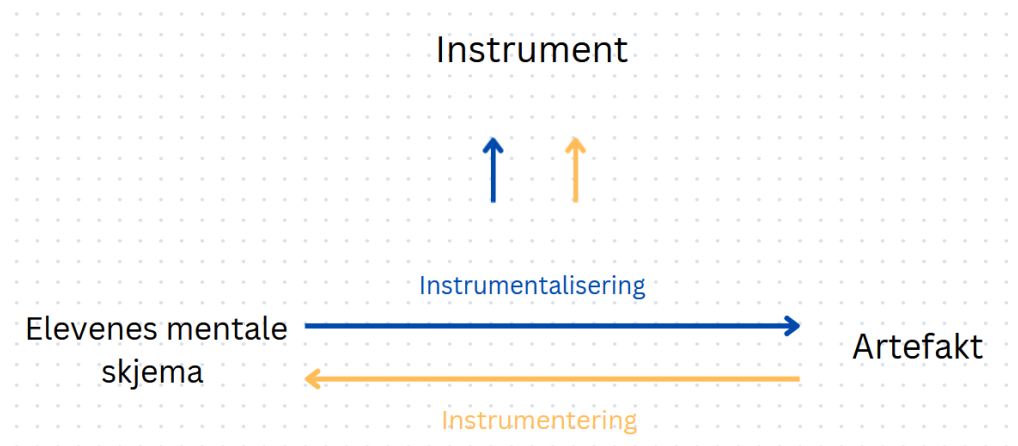 Instrument
Instrumentalisering
Elevenes mentale
skjema
Artefakt
Instrumentering